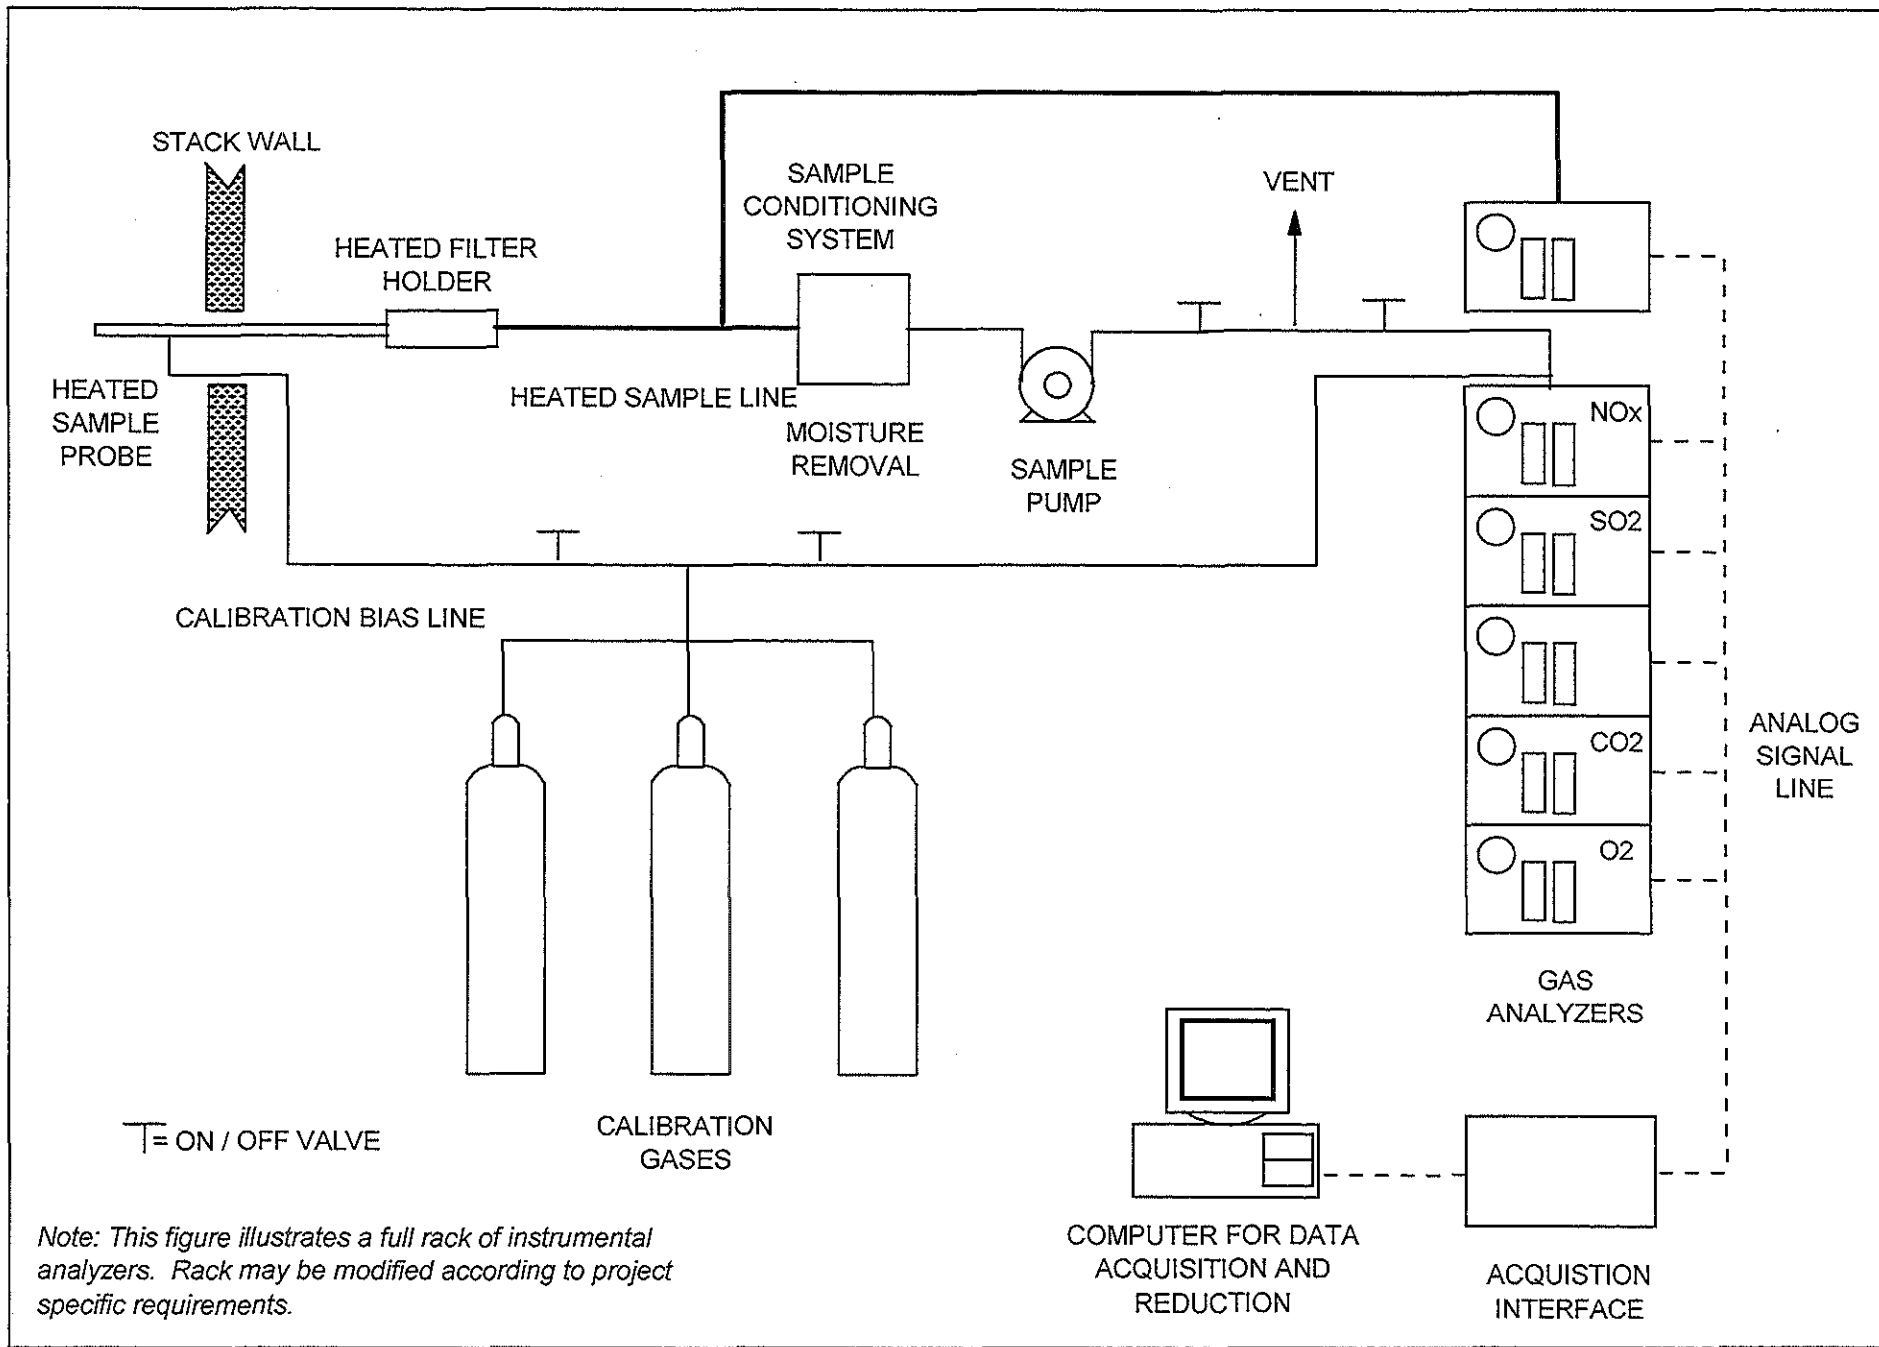 STACK WALL
SAMPLE
CONDITIONING
SYSTEM
VENT
HEATED FILTER
HOLDER
HEATED
SAMPLE
PROBE
HEATED SAMPLE LINE
MOISTURE
REMOVAL
SAMPLE
PUMP
NOx
SO2
CO2
O2
CALIBRATION BIAS LINE
ANALOG
SIGNAL
LINE
GAS
ANALYZERS
CALIBRATION
GASES
= ON / OFF VALVE
COMPUTER FOR DATA
ACQUISITION AND
REDUCTION
ACQUISTION
INTERFACE
Note: This figure illustrates a full rack of instrumental
analyzers. Rack may be modified according to project
specific requirements.